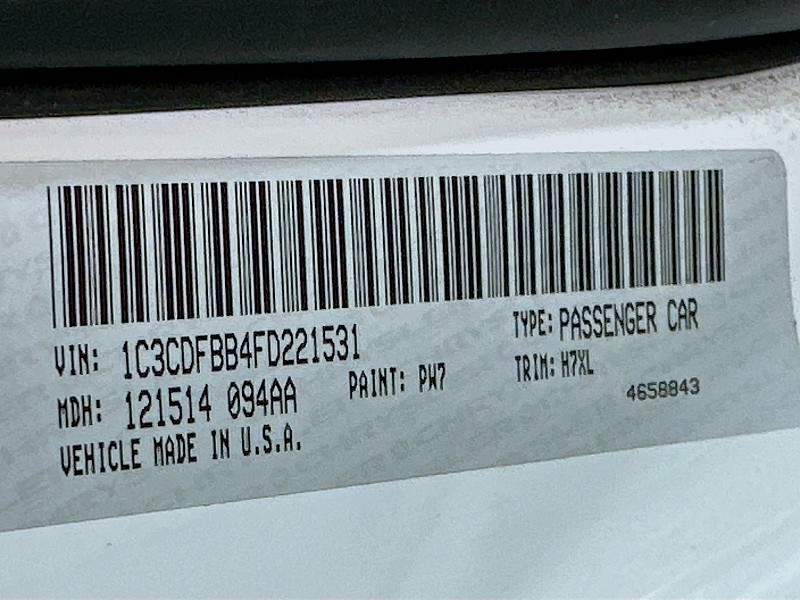 VIN: 1C3CDFBB4FD221531
TYPE: PASSENGER CAR
MDH: 121514 094AA
PAINT: PW7
TRIM: H7XL
VEHICLE MADE IN U.S.A.
4658843